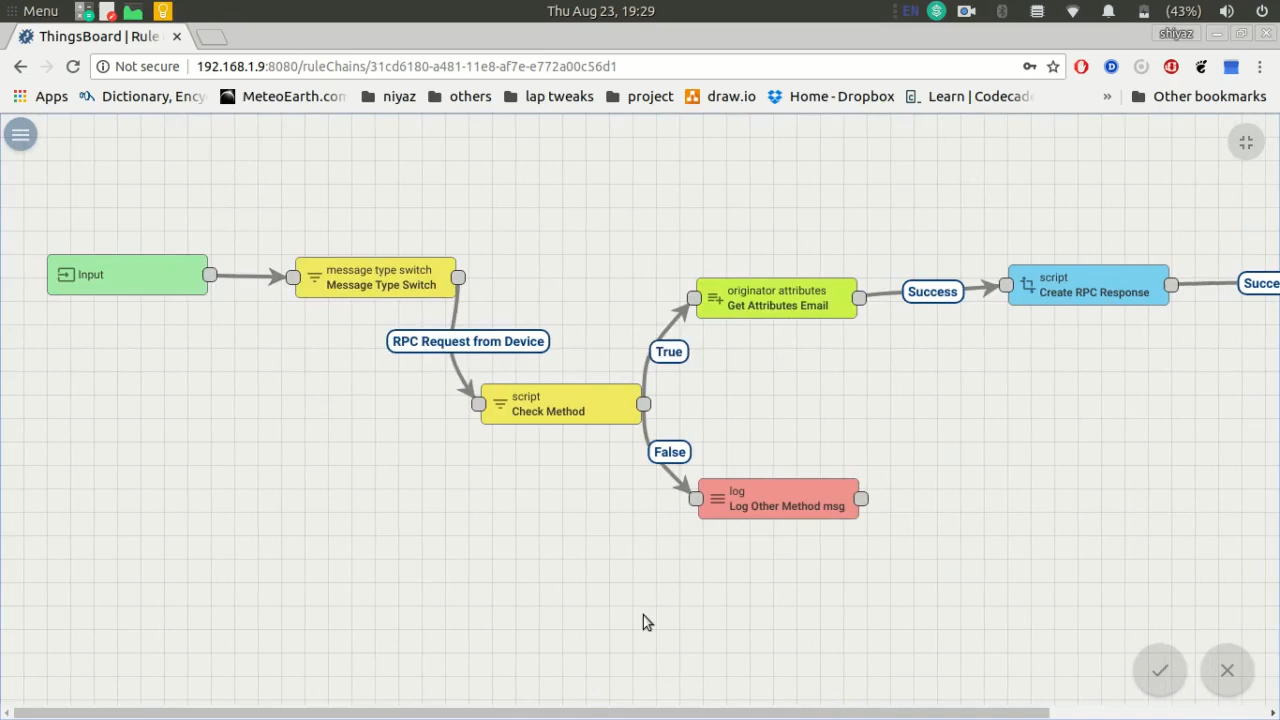 Menu
Thu Aug 23, 19:29
EN
(43%)
ThingsBoard | Rule
shiyaz
Not secure
192.168.1.9:8080/ruleChains/31cd6180-a481-11e8-af7e-e772a00c56d1
Apps
Dictionary, Ency
MeteoEarth.com
niyaz
others
lap tweaks
project
draw.io
Home - Dropbox
Learn | Codecade
»
Other bookmarks
Input
message type switch
Message Type Switch
RPC Request from Device
script
Check Method
True
False
originator attributes
Get Attributes Email
Success
script
Create RPC Response
Succe
log
Log Other Method msg